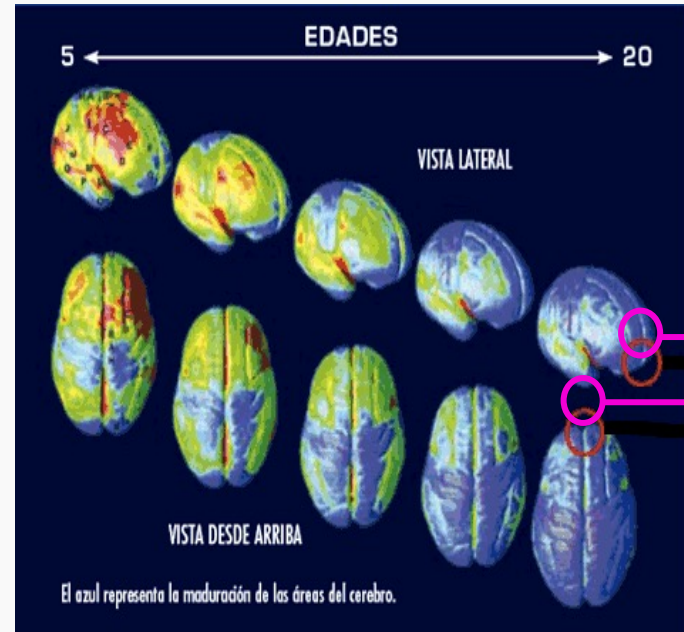 EDADES
5 20
VISTA LATERAL
VISTA DESDE ARRIBA
El azul representa la maduración de las áreas del cerebro.